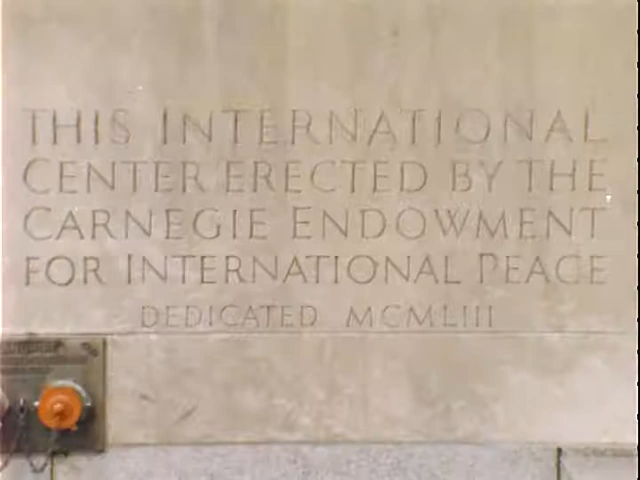 THIS INTERNATIONAL
CENTER ERECTED BY THE
CARNEGIE ENDOWMENT
FOR INTERNATIONAL PEACE
DEDICATED MCMLIII